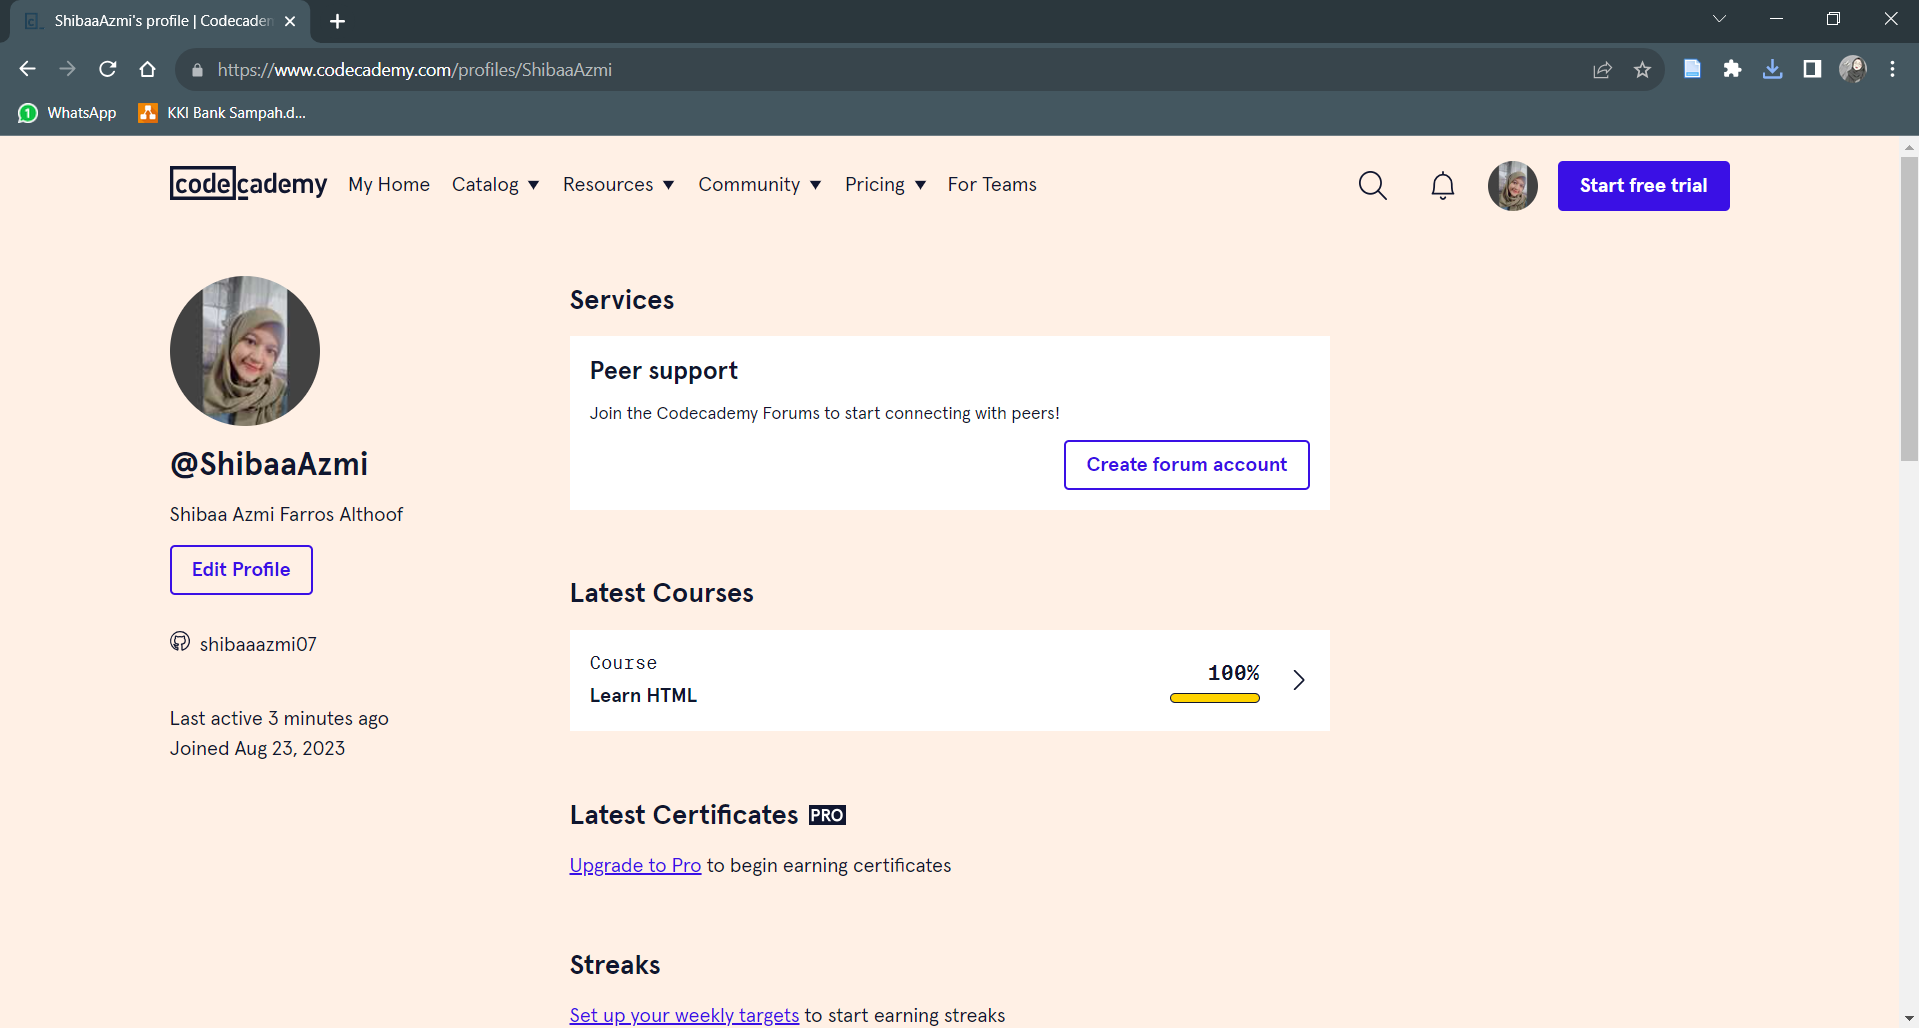 ShibaaAzmi's profile | Codecadem
https://www.codecademy.com/profiles/ShibaaAzmi
1 WhatsApp
KKI Bank Sampah.d...
codecademy My Home Catalog Resources Community Pricing For Teams
Start free trial
Services
Peer support
Join the Codecademy Forums to start connecting with peers!
Create forum account
@ShibaaAzmi
Shibaa Azmi Farros Althoof
Edit Profile
shibaaazmi07
Last active 3 minutes ago
Joined Aug 23, 2023
Latest Courses
Course
Learn HTML
100%
Latest Certificates PRO
Upgrade to Pro to begin earning certificates
Streaks
Set up your weekly targets to start earning streaks